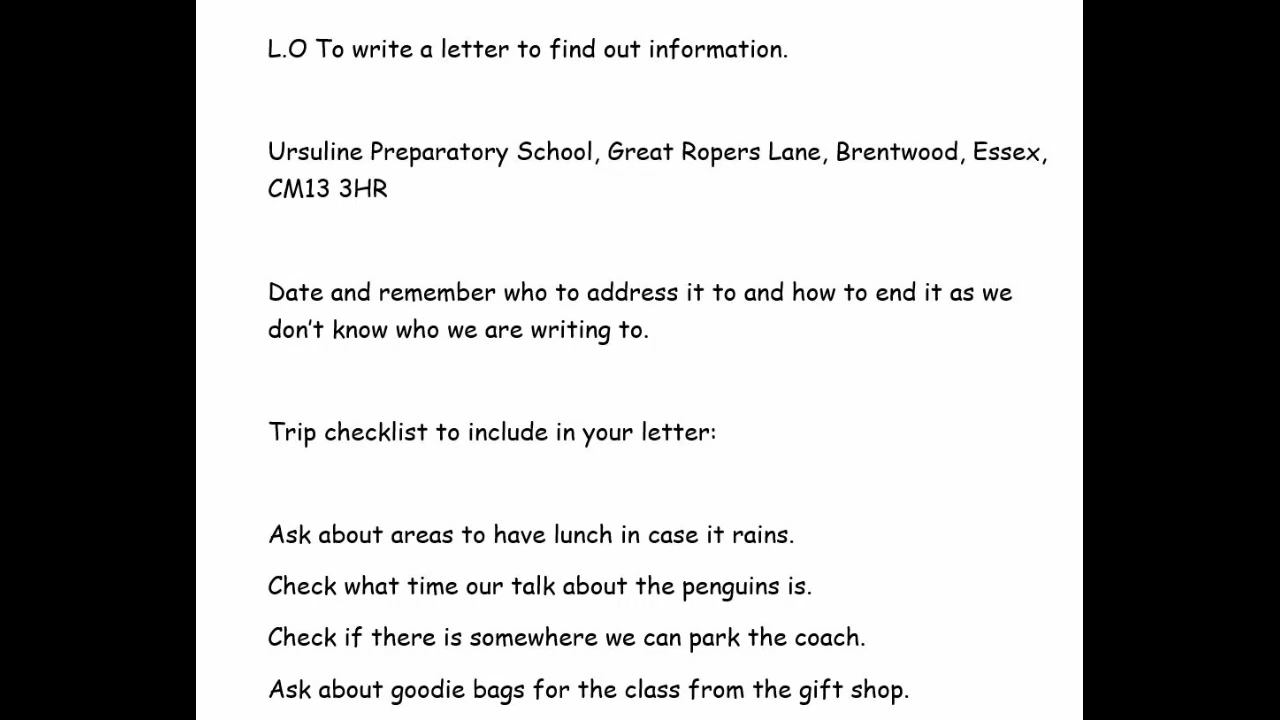 L.O To write a letter to find out information.
Ursuline Preparatory School, Great Ropers Lane, Brentwood, Essex,
CM13 3HR
Date and remember who to address it to and how to end it as we
don't know who we are writing to.
Trip checklist to include in your letter:
Ask about areas to have lunch in case it rains.
Check what time our talk about the penguins is.
Check if there is somewhere we can park the coach.
Ask about goodie bags for the class from the gift shop.